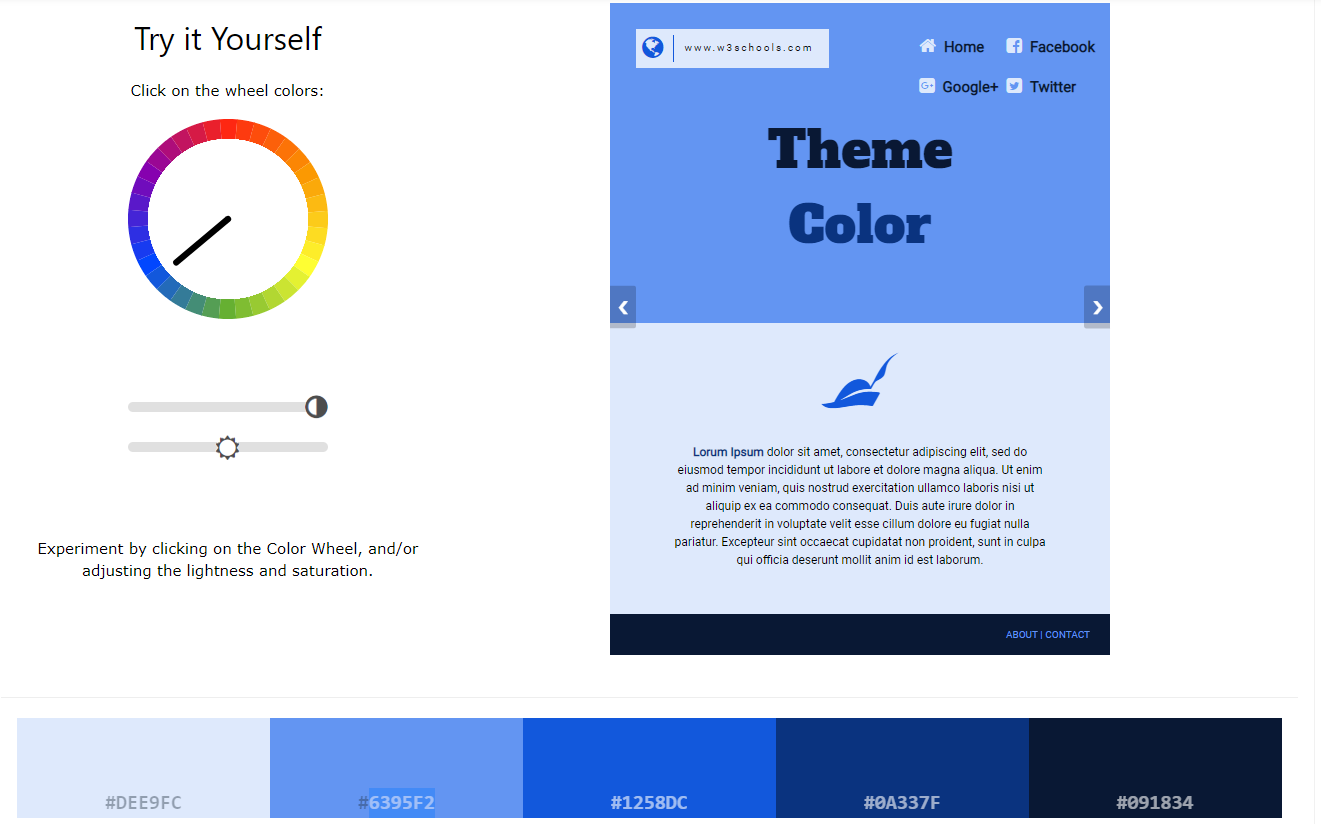 Try it Yourself
Click on the wheel colors:
Experiment by clicking on the Color Wheel, and/or
adjusting the lightness and saturation.
www.w3schools.com
Home
Facebook
Google+
Twitter
Theme
Color
Lorum Ipsum dolor sit amet, consectetur adipiscing elit, sed do
eiusmod tempor incididunt ut labore et dolore magna aliqua. Ut enim
ad minim veniam, quis nostrud exercitation ullamco laboris nisi ut
aliquip ex ea commodo consequat. Duis aute irure dolor in
reprehenderit in voluptate velit esse cillum dolore eu fugiat nulla
pariatur. Excepteur sint occaecat cupidatat non proident, sunt in culpa
qui officia deserunt mollit anim id est laborum.
ABOUT | CONTACT
#DEE9FC
#6395F2
#1258DC
#0A337F
#091834